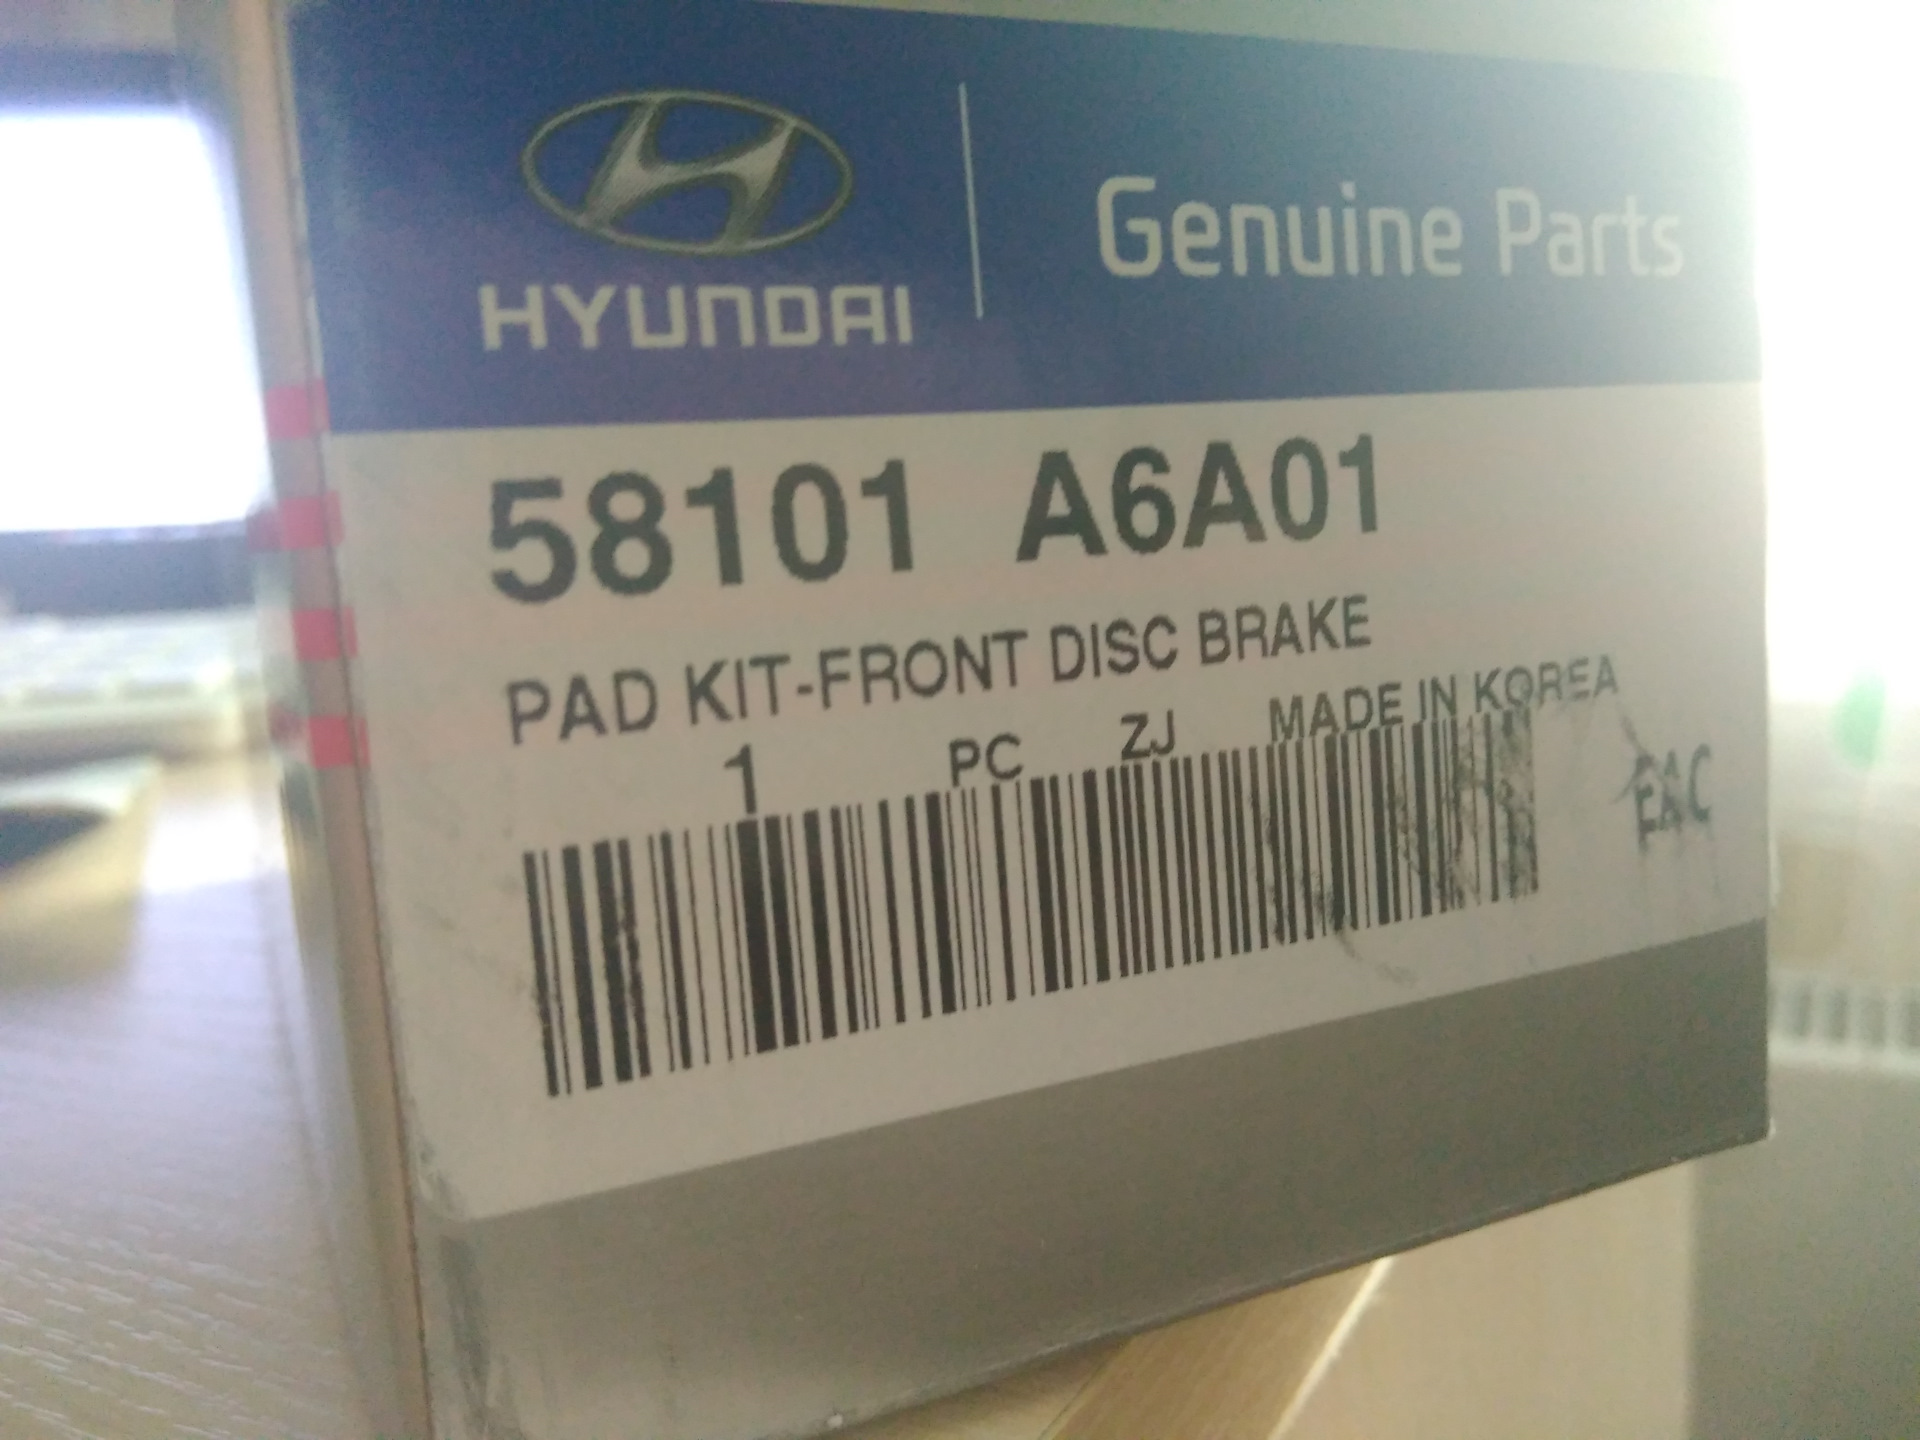 HYUNDAI
Genuine Parts
58101 A6A01
PAD KIT-FRONT DISC BRAKE
1 PC ZJ MADE IN KOREA
EAC